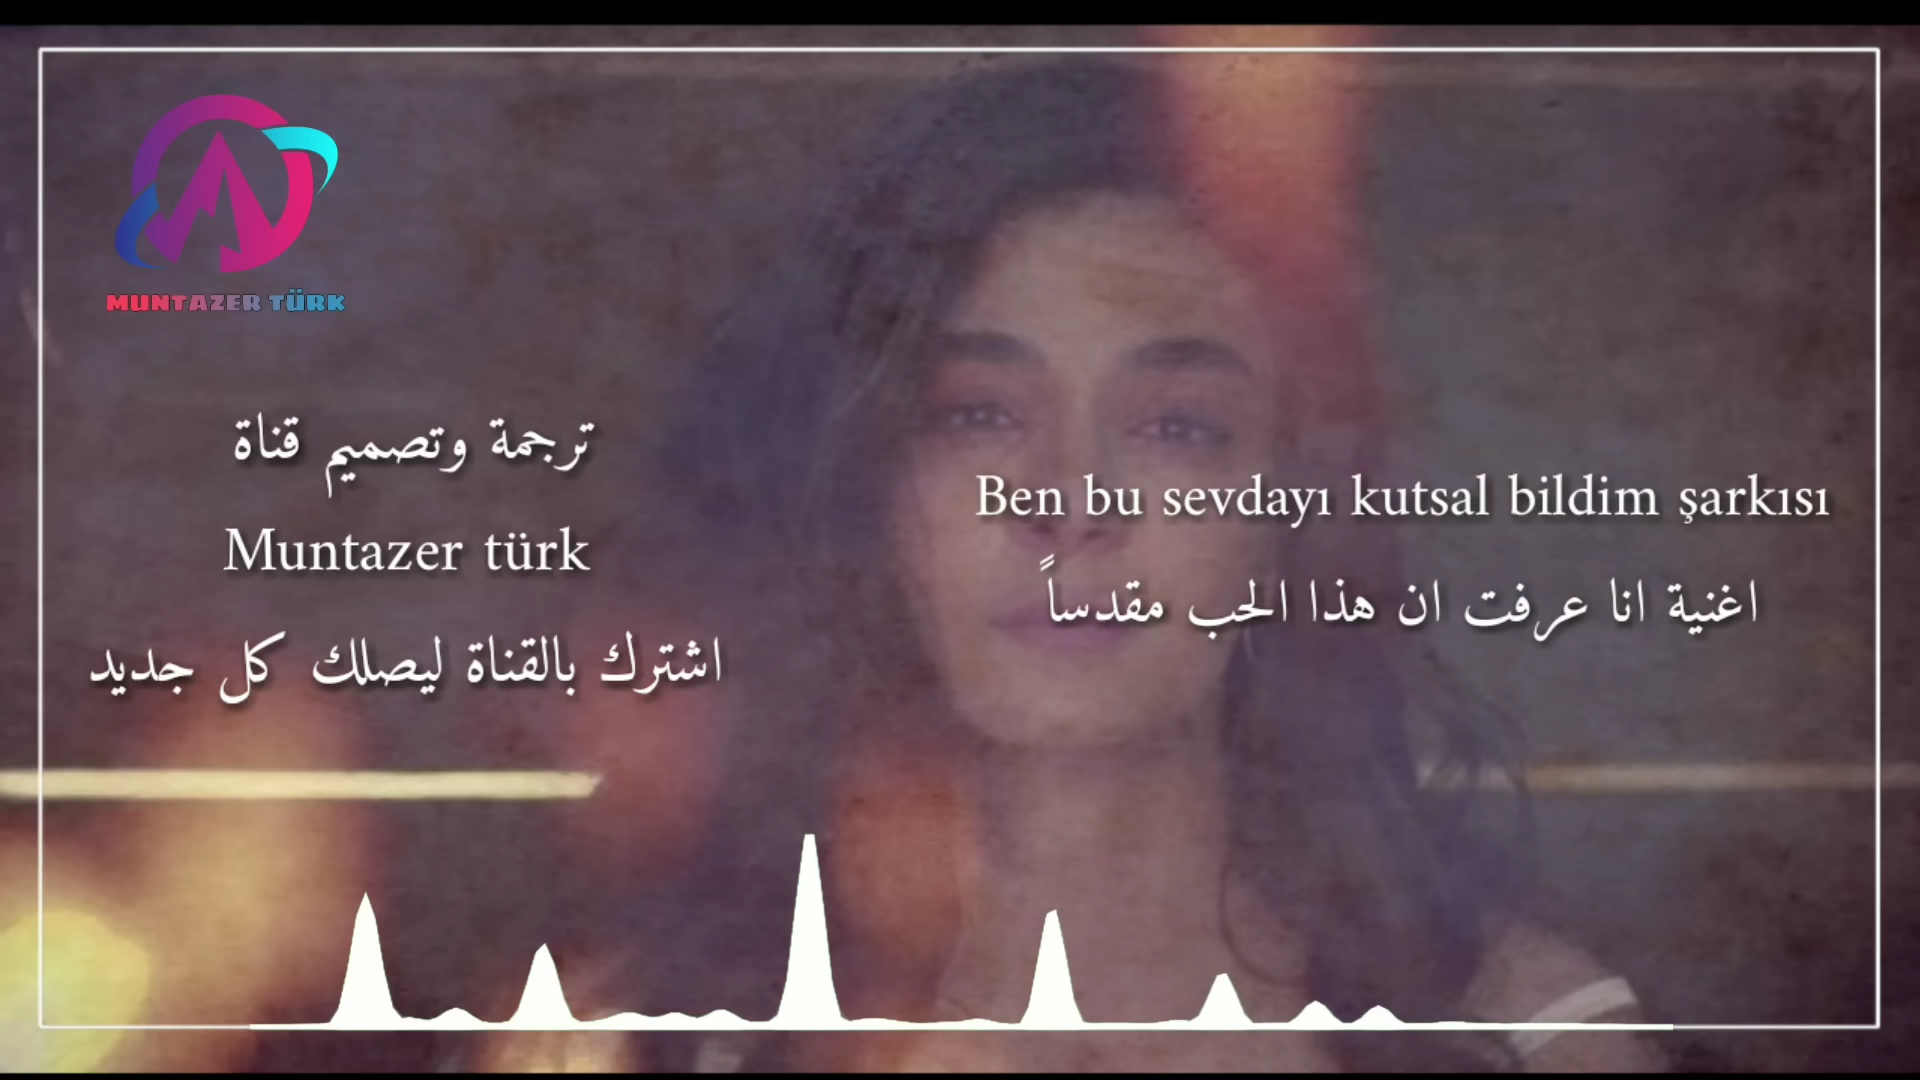 MUNTAZER TÜRK
ترجمة وتصميم قناة
Muntazer türk
اشترك بالقناة ليصلك كل جديد
Ben bu sevdayı kutsal bildim şarkısı
اغنية انا عرفت ان هذا الحب مقدساً